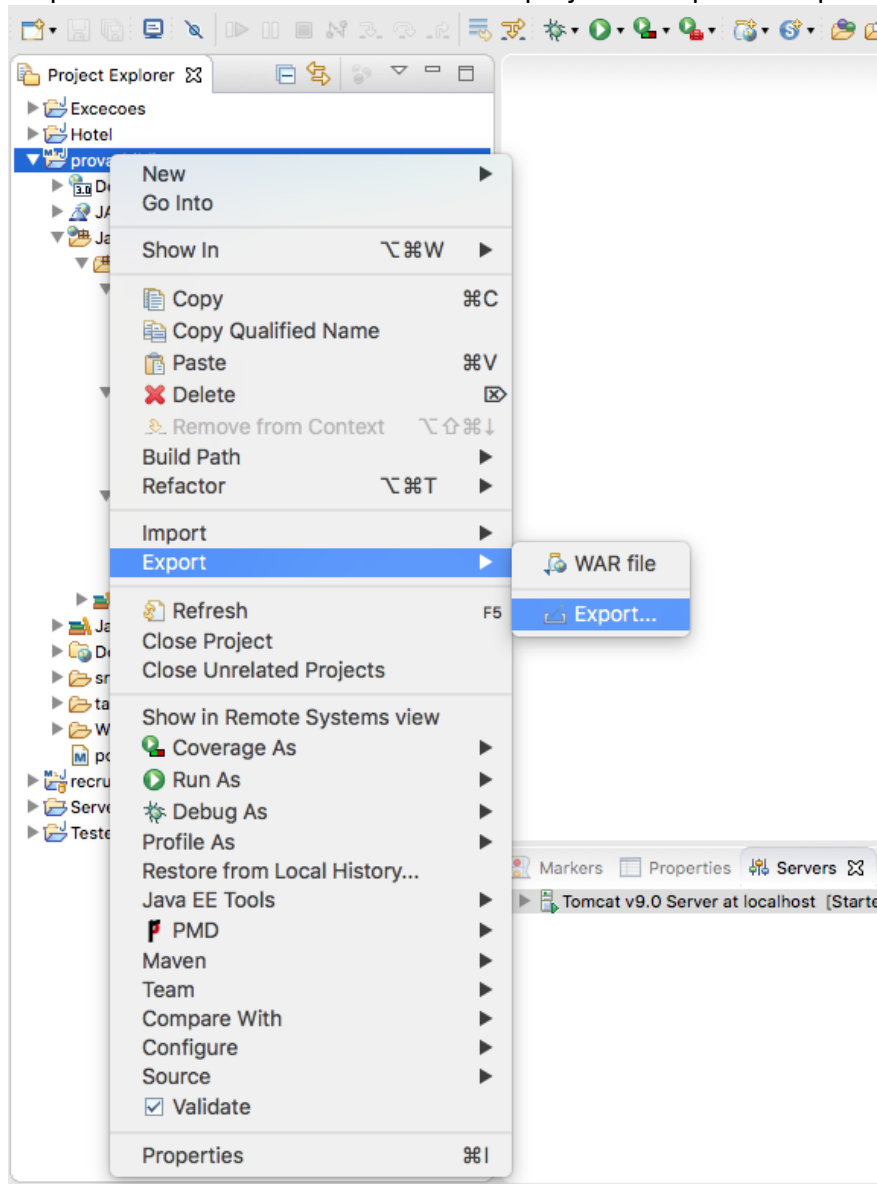 Project Explorer
Excecoes
Hotel
New
Go Into
Show In ⌥⌘W
Copy ⌘C
Copy Qualified Name
Paste ⌘V
Delete ⌦
Remove from Context ⌥⇧⌘↓
Build Path
Refactor ⌥⌘T
Import
Export
WAR file
Export...
Refresh F5
Close Project
Close Unrelated Projects
Show in Remote Systems view
Coverage As
Run As
Debug As
Profile As
Restore from Local History...
Java EE Tools
PMD
Maven
Team
Compare With
Configure
Source
Validate
Properties ⌘I
Markers Properties Servers
Tomcat v9.0 Server at localhost [Starte